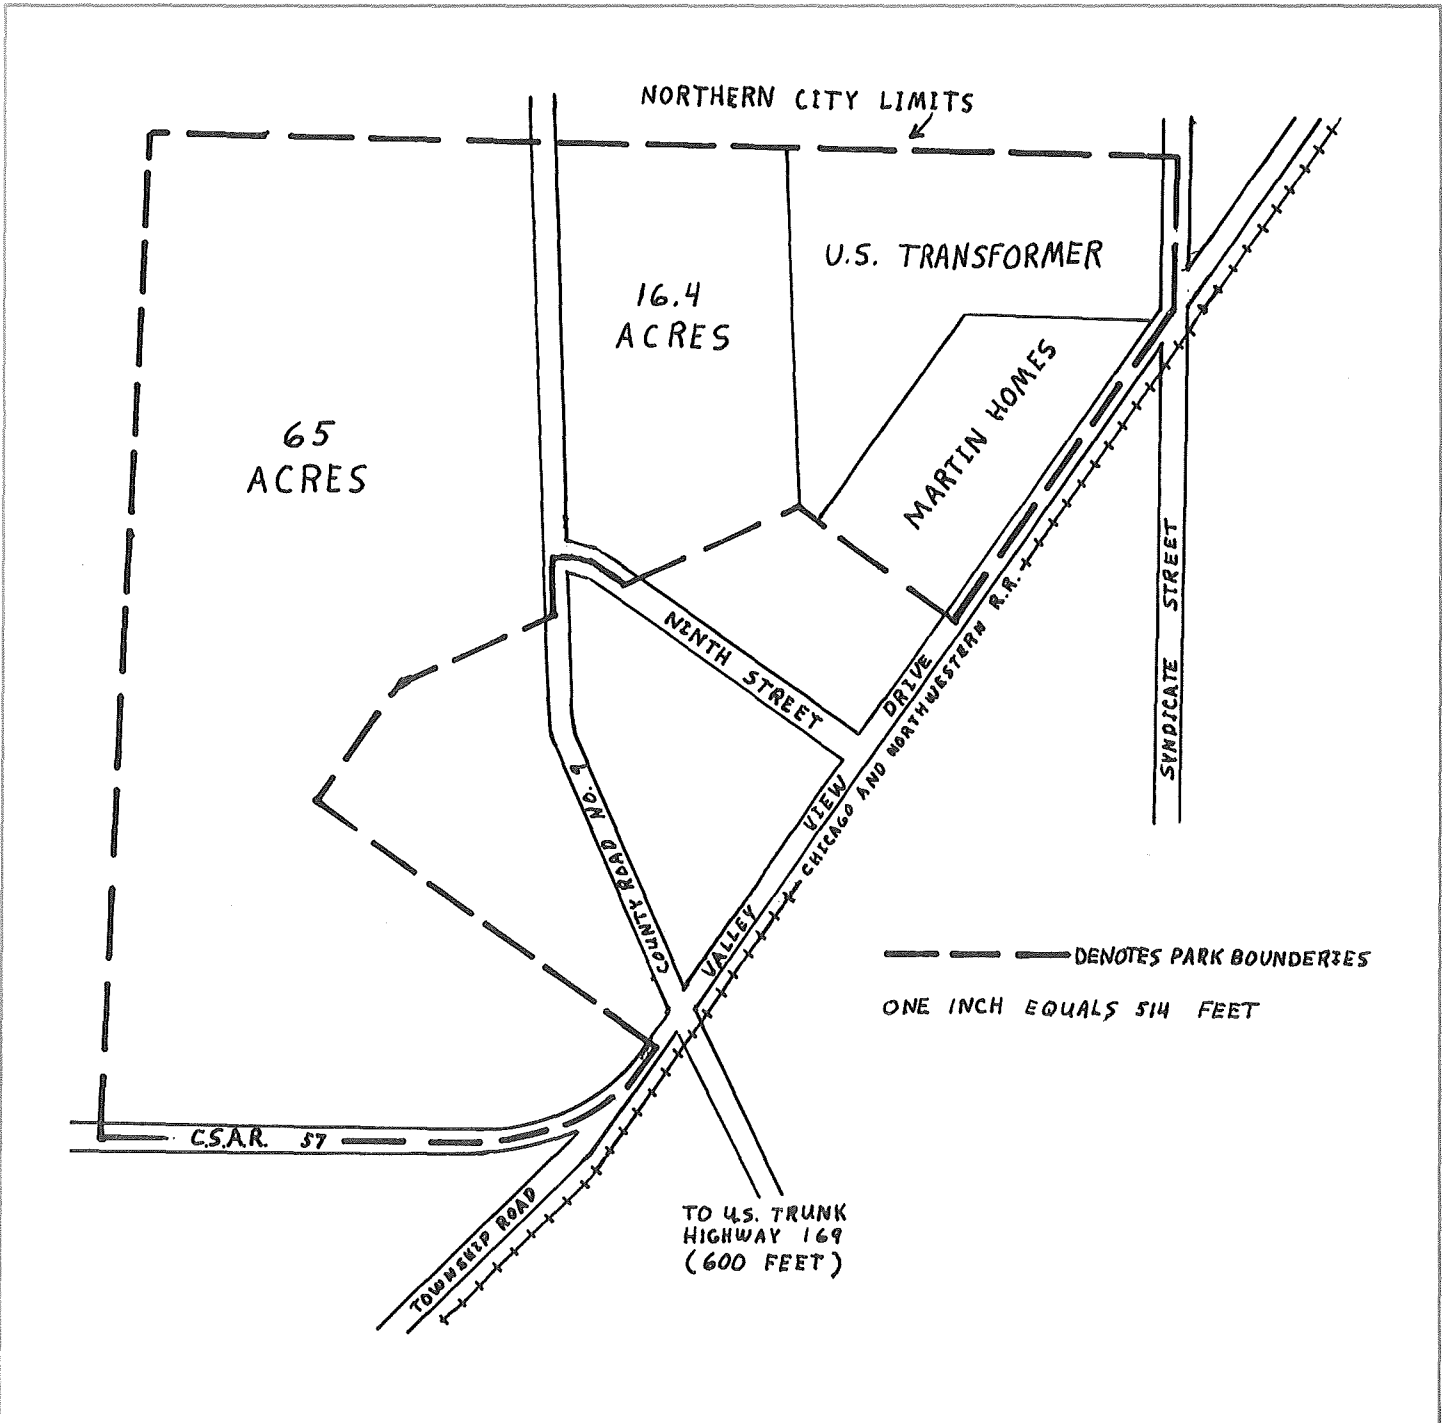 NORTHERN CITY LIMITS
U.S. TRANSFORMER
16.4
ACRES
65
ACRES
MARTIN HOMES
NINTH STREET
SYNDICATE STREET
VALLEY VIEW DRIVE
CHICAGO AND NORTHWESTERN R.R.
COUNTY ROAD NO. 6
DENOTES PARK BOUNDERIES
ONE INCH EQUALS 514 FEET
C.S.A.R. 57
TOWNSHIP ROAD
TO U.S. TRUNK
HIGHWAY 169
(600 FEET)